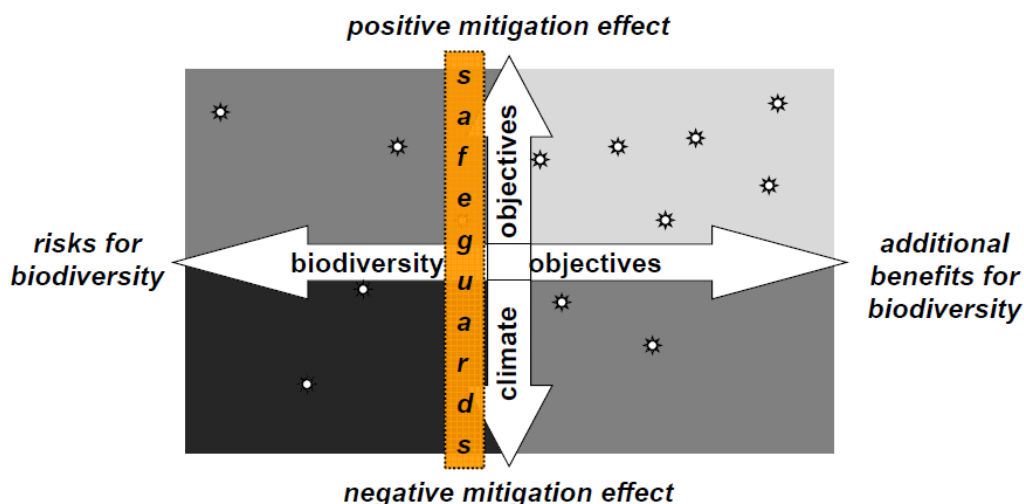 positive mitigation effect
safeguards
objectives
risks for
biodiversity
biodiversity
objectives
additional
benefits for
biodiversity
climate
negative mitigation effect